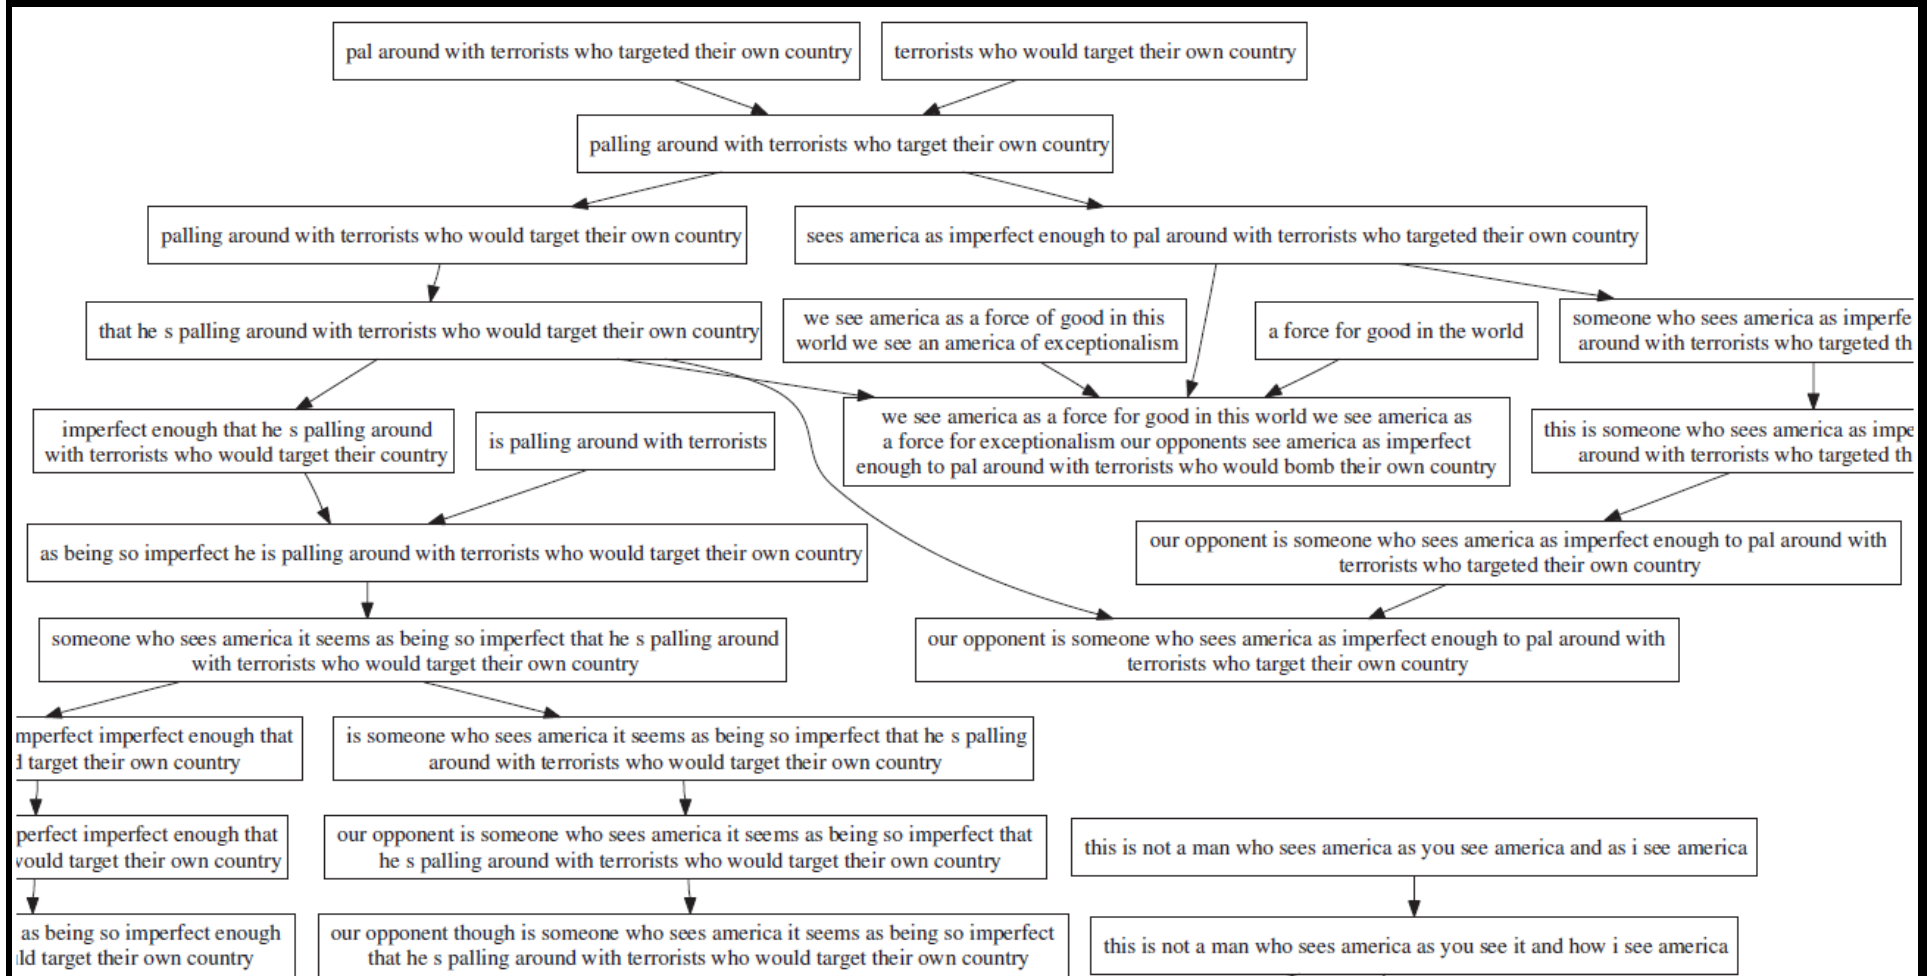 pal around with terrorists who targeted their own country
terrorists who would target their own country
palling around with terrorists who target their own country
palling around with terrorists who would target their own country
sees america as imperfect enough to pal around with terrorists who targeted their own country
that he s palling around with terrorists who would target their own country
we see america as a force of good in this
world we see an america of exceptionalism
a force for good in the world
someone who sees america as imperfe
around with terrorists who targeted th
imperfect enough that he s palling around
with terrorists who would target their country
is palling around with terrorists
we see america as a force for good in this world we see america as
a force for exceptionalism our opponents see america as imperfect
enough to pal around with terrorists who would bomb their own country
this is someone who sees america as impe
around with terrorists who targeted th
as being so imperfect he is palling around with terrorists who would target their own country
our opponent is someone who sees america as imperfect enough to pal around with
terrorists who targeted their own country
someone who sees america it seems as being so imperfect that he s palling around
with terrorists who would target their own country
our opponent is someone who sees america as imperfect enough to pal around with
terrorists who target their own country
mperfect imperfect enough that
d target their own country
is someone who sees america it seems as being so imperfect that he s palling
around with terrorists who would target their own country
perfect imperfect enough that
would target their own country
our opponent is someone who sees america it seems as being so imperfect that
he s palling around with terrorists who would target their own country
this is not a man who sees america as you see america and as i see america
as being so imperfect enough
ld target their own country
our opponent though is someone who sees america it seems as being so imperfect
that he s palling around with terrorists who would target their own country
this is not a man who sees america as you see it and how i see america